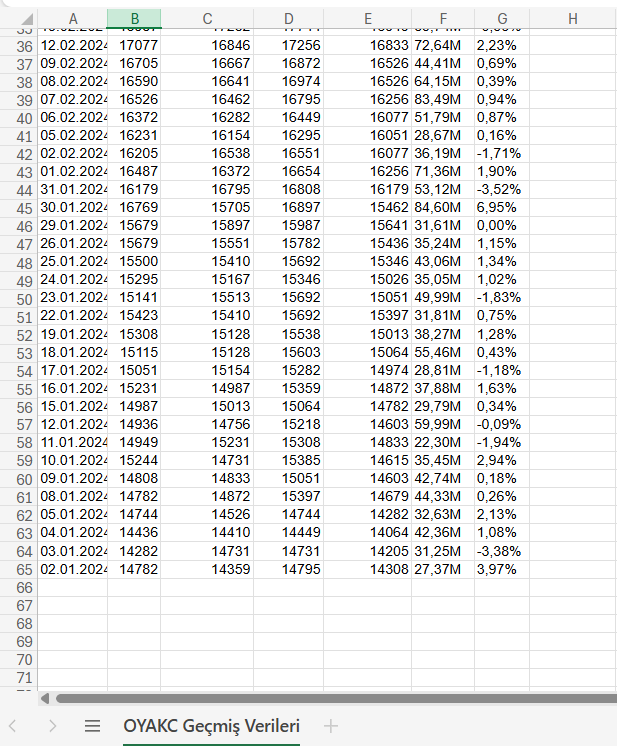 A B C D E F G H
36 12.02.2024 17077 16846 17256 16833 72,64M 2,23%
37 09.02.2024 16705 16667 16872 16526 44,41M 0,69%
38 08.02.2024 16590 16641 16974 16526 64,15M 0,39%
39 07.02.2024 16526 16462 16795 16256 83,49M 0,94%
40 06.02.2024 16372 16282 16449 16077 51,79M 0,87%
41 05.02.2024 16231 16154 16295 16051 28,67M 0,16%
42 02.02.2024 16205 16538 16551 16077 36,19M -1,71%
43 01.02.2024 16487 16372 16654 16256 71,36M 1,90%
44 31.01.2024 16179 16795 16808 16179 53,12M -3,52%
45 30.01.2024 16769 15705 16897 15462 84,60M 6,95%
46 29.01.2024 15679 15897 15987 15641 31,61M 0,00%
47 26.01.2024 15679 15551 15782 15436 35,24M 1,15%
48 25.01.2024 15500 15410 15692 15346 43,06M 1,34%
49 24.01.2024 15295 15167 15346 15026 35,05M 1,02%
50 23.01.2024 15141 15513 15692 15051 49,99M -1,83%
51 22.01.2024 15423 15410 15692 15397 31,81M 0,75%
52 19.01.2024 15308 15128 15538 15013 38,27M 1,28%
53 18.01.2024 15115 15128 15603 15064 55,46M 0,43%
54 17.01.2024 15051 15154 15282 14974 28,81M -1,18%
55 16.01.2024 15231 14987 15359 14872 37,88M 1,63%
56 15.01.2024 14987 15013 15064 14782 29,79M 0,34%
57 12.01.2024 14936 14756 15218 14603 59,99M -0,09%
58 11.01.2024 14949 15231 15308 14833 22,30M -1,94%
59 10.01.2024 15244 14731 15385 14615 35,45M 2,94%
60 09.01.2024 14808 14833 15051 14603 42,74M 0,18%
61 08.01.2024 14782 14872 15397 14679 44,33M 0,26%
62 05.01.2024 14744 14526 14744 14282 32,63M 2,13%
63 04.01.2024 14436 14410 14449 14064 42,36M 1,08%
64 03.01.2024 14282 14731 14731 14205 31,25M -3,38%
65 02.01.2024 14782 14359 14795 14308 27,37M 3,97%
66
67
68
69
70
71
OYAKC Geçmiş Verileri